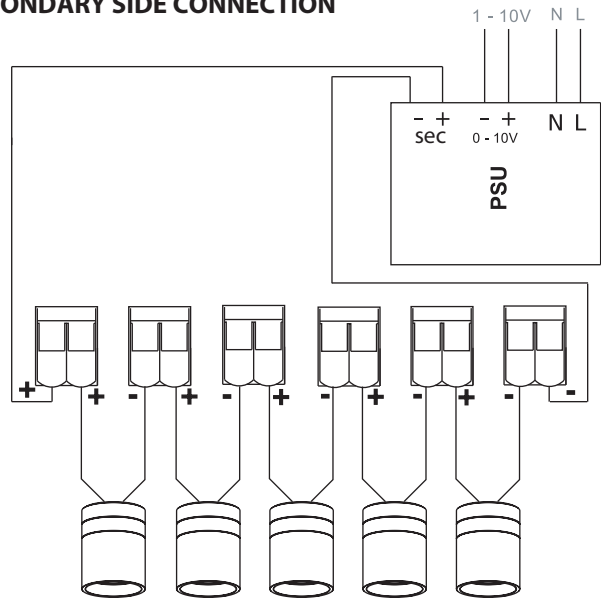 ONDARY SIDE CONNECTION
1 - 10V N L
- + - + N L
sec 0 - 10V
PSU
+ + - + - + - + - + - -